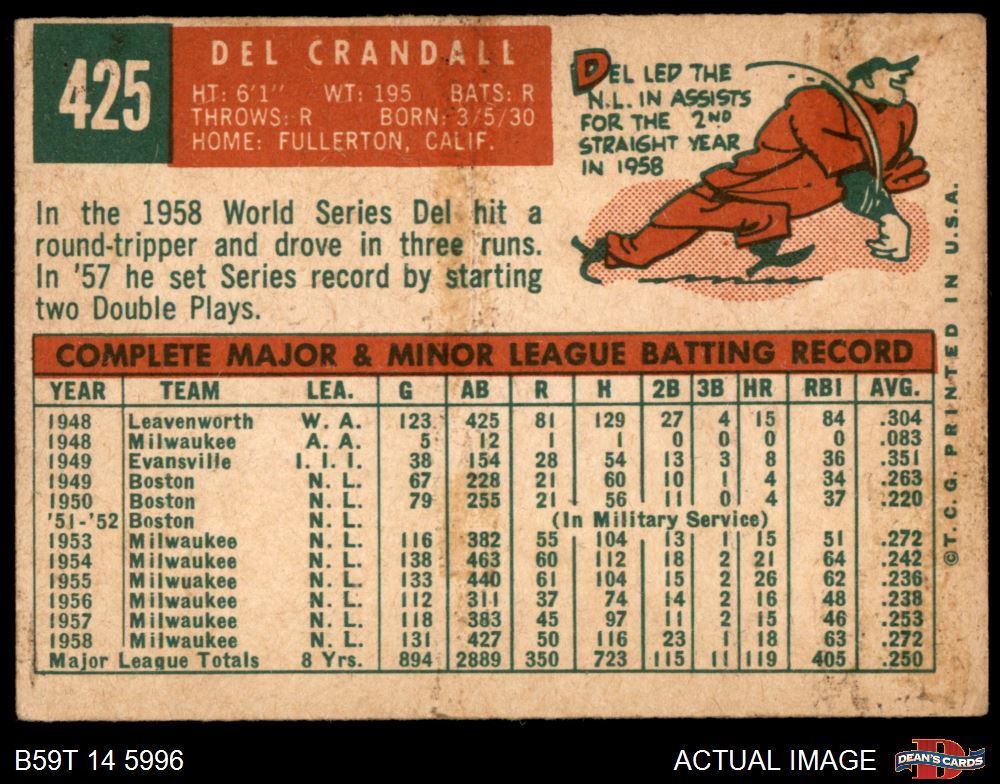 425
DEL CRANDALL
HT: 6'1" WT: 195 BATS: R
THROWS: R BORN: 3/5/30
HOME: FULLERTON, CALIF.
DEL LED THE
N.L. IN ASSISTS
FOR THE 2ND
STRAIGHT YEAR
IN 1958
In the 1958 World Series Del hit a
round-tripper and drove in three runs.
In '57 he set Series record by starting
two Double Plays.
COMPLETE MAJOR & MINOR LEAGUE BATTING RECORD
YEAR TEAM LEA. G AB R H 2B 3B HR RBI AVG.
1948 Leavenworth W. A. 123 425 81 129 27 4 15 84 .304
1948 Milwaukee A. A. 5 12 1 1 0 0 0 0 .083
1949 Evansville I. I. I. 38 154 28 54 13 3 8 36 .351
1949 Boston N. L. 67 228 21 60 10 1 4 34 .263
1950 Boston N. L. 79 255 21 56 11 0 4 37 .220
'51-'52 Boston N. L. (In Military Service)
1953 Milwaukee N. L. 116 382 55 104 13 1 15 51 .272
1954 Milwaukee N. L. 138 463 60 112 18 2 21 64 .242
1955 Milwaukee N. L. 133 440 61 104 15 2 26 62 .236
1956 Milwaukee N. L. 112 311 37 74 14 2 16 48 .238
1957 Milwaukee N. L. 118 383 45 97 11 2 15 46 .253
1958 Milwaukee N. L. 131 427 50 116 23 1 18 63 .272
Major League Totals 8 Yrs. 894 2889 350 723 115 11 119 405 .250
©T.C.G. PRINTED IN U.S.A.
B59T 14 5996
ACTUAL IMAGE
DEAN'S CARDS